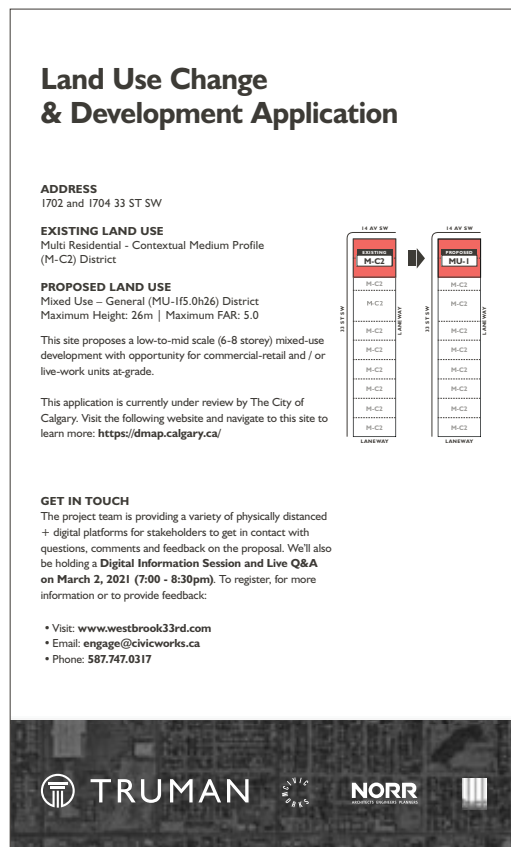 Land Use Change
& Development Application
ADDRESS
1702 and 1704 33 ST SW
EXISTING LAND USE
Multi Residential - Contextual Medium Profile
(M-C2) District
PROPOSED LAND USE
Mixed Use – General (MU-1f5.0h26) District
Maximum Height: 26m | Maximum FAR: 5.0
This site proposes a low-to-mid scale (6-8 storey) mixed-use
development with opportunity for commercial-retail and / or
live-work units at-grade.
This application is currently under review by The City of
Calgary. Visit the following website and navigate to this site to
learn more: https://dmap.calgary.ca/
14 AV SW
EXISTING
M-C2
M-C2
M-C2
M-C2
M-C2
M-C2
M-C2
M-C2
M-C2
33 ST SW
LANEWAY
LANEWAY
14 AV SW
PROPOSED
MU-1
M-C2
M-C2
M-C2
M-C2
M-C2
M-C2
M-C2
M-C2
33 ST SW
LANEWAY
LANEWAY
GET IN TOUCH
The project team is providing a variety of physically distanced
+ digital platforms for stakeholders to get in contact with
questions, comments and feedback on the proposal. We'll also
be holding a Digital Information Session and Live Q&A
on March 2, 2021 (7:00 - 8:30pm). To register, for more
information or to provide feedback:
• Visit: www.westbrook33rd.com
• Email: engage@civicworks.ca
• Phone: 587.747.0317
TRUMAN
CIVIC WORKS
NORR
ARCHITECTS ENGINEERS PLANNERS